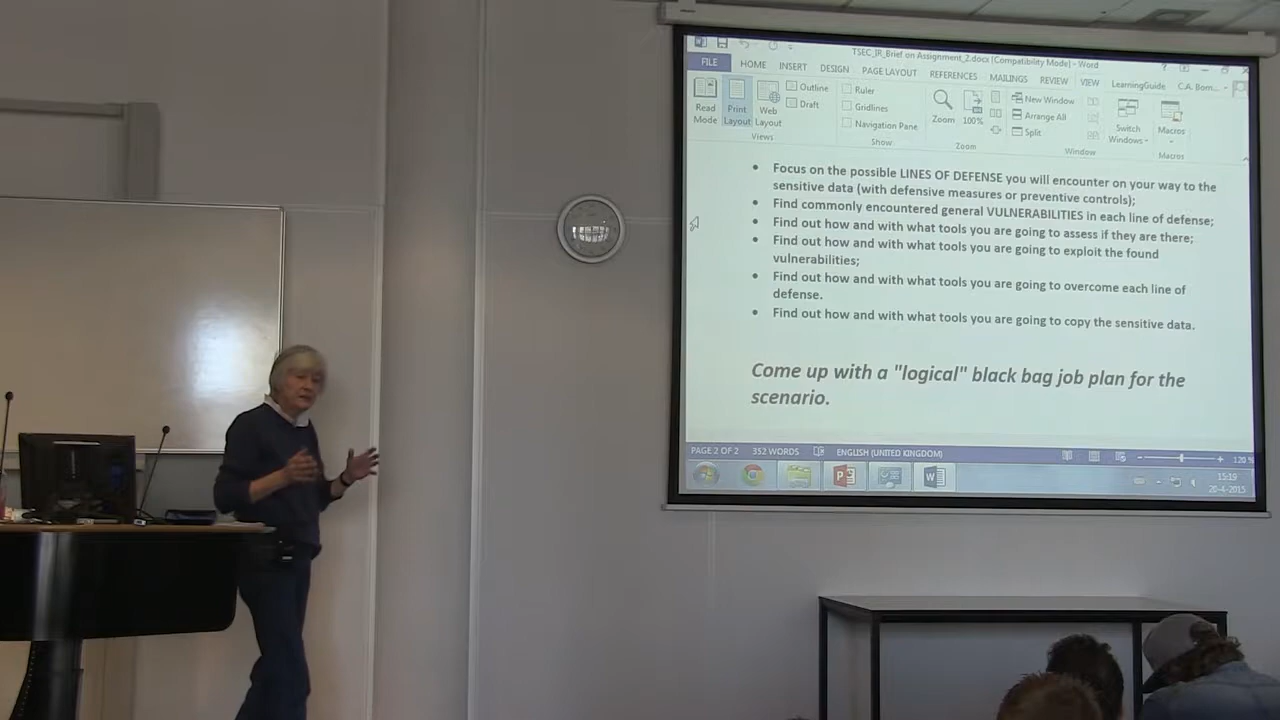 TSEC_IR_Brief on Assignment_2.docx [Compatibility Mode] - Word
FILE HOME INSERT DESIGN PAGE LAYOUT REFERENCES MAILINGS REVIEW VIEW LearningGuide C.A. Bom...
Read Mode
Print Layout
Web Layout
Outline
Draft
Views
Ruler
Gridlines
Navigation Pane
Show
Zoom
100%
Zoom
New Window
Arrange All
Split
Switch Windows
Window
Macros
Macros
• Focus on the possible LINES OF DEFENSE you will encounter on your way to the
sensitive data (with defensive measures or preventive controls);
• Find commonly encountered general VULNERABILITIES in each line of defense;
• Find out how and with what tools you are going to assess if they are there;
• Find out how and with what tools you are going to exploit the found
vulnerabilities;
• Find out how and with what tools you are going to overcome each line of
defense.
• Find out how and with what tools you are going to copy the sensitive data.
Come up with a "logical" black bag job plan for the
scenario.
PAGE 2 OF 2 352 WORDS ENGLISH (UNITED KINGDOM) 120 %
15:19
20-4-2015